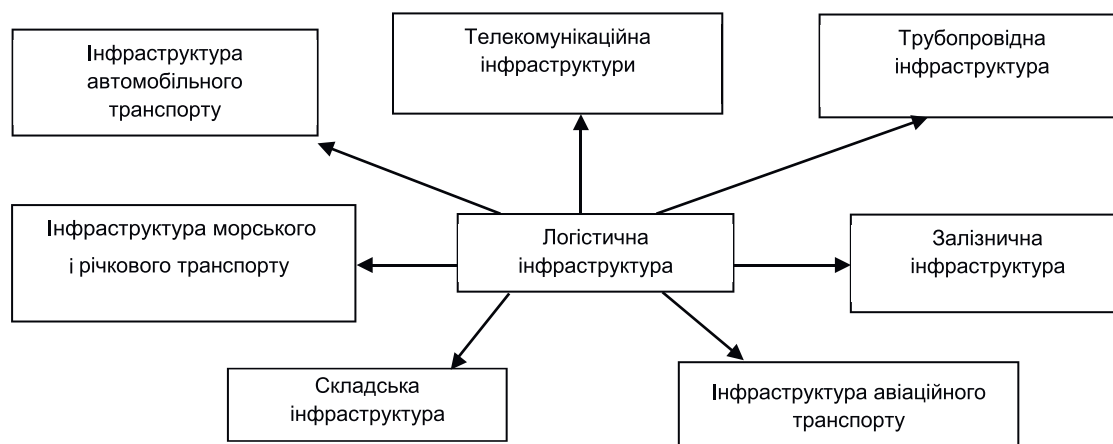 Інфраструктура
автомобільного
транспорту
Телекомунікаційна
інфраструктури
Трубопровідна
інфраструктура
Інфраструктура морського
і річкового транспорту
Логістична
інфраструктура
Залізнична
інфраструктура
Складська
інфраструктура
Інфраструктура авіаційного
транспорту